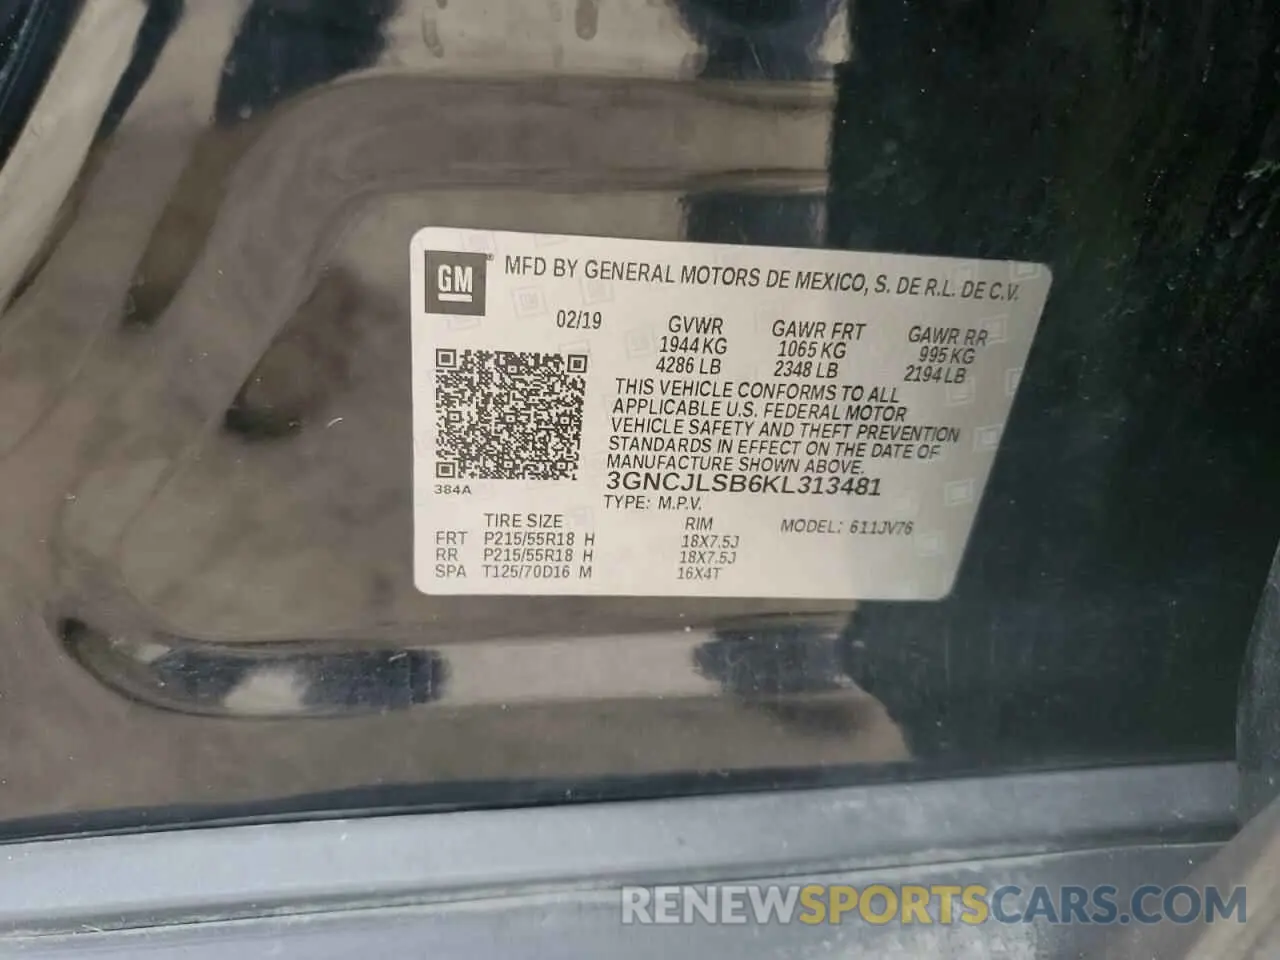 GM® MFD BY GENERAL MOTORS DE MEXICO, S. DE R.L. DE C.V.
02/19 GVWR GAWR FRT GAWR RR
1944 KG 1065 KG 995 KG
4286 LB 2348 LB 2194 LB
THIS VEHICLE CONFORMS TO ALL
APPLICABLE U.S. FEDERAL MOTOR
VEHICLE SAFETY AND THEFT PREVENTION
STANDARDS IN EFFECT ON THE DATE OF
MANUFACTURE SHOWN ABOVE.
3GNCJLSB6KL313481
384A TYPE: M.P.V.
TIRE SIZE RIM MODEL: 611JV76
FRT P215/55R18 H 18X7.5J
RR P215/55R18 H 18X7.5J
SPA T125/70D16 M 16X4T
RENEWSPORTSCARS.COM